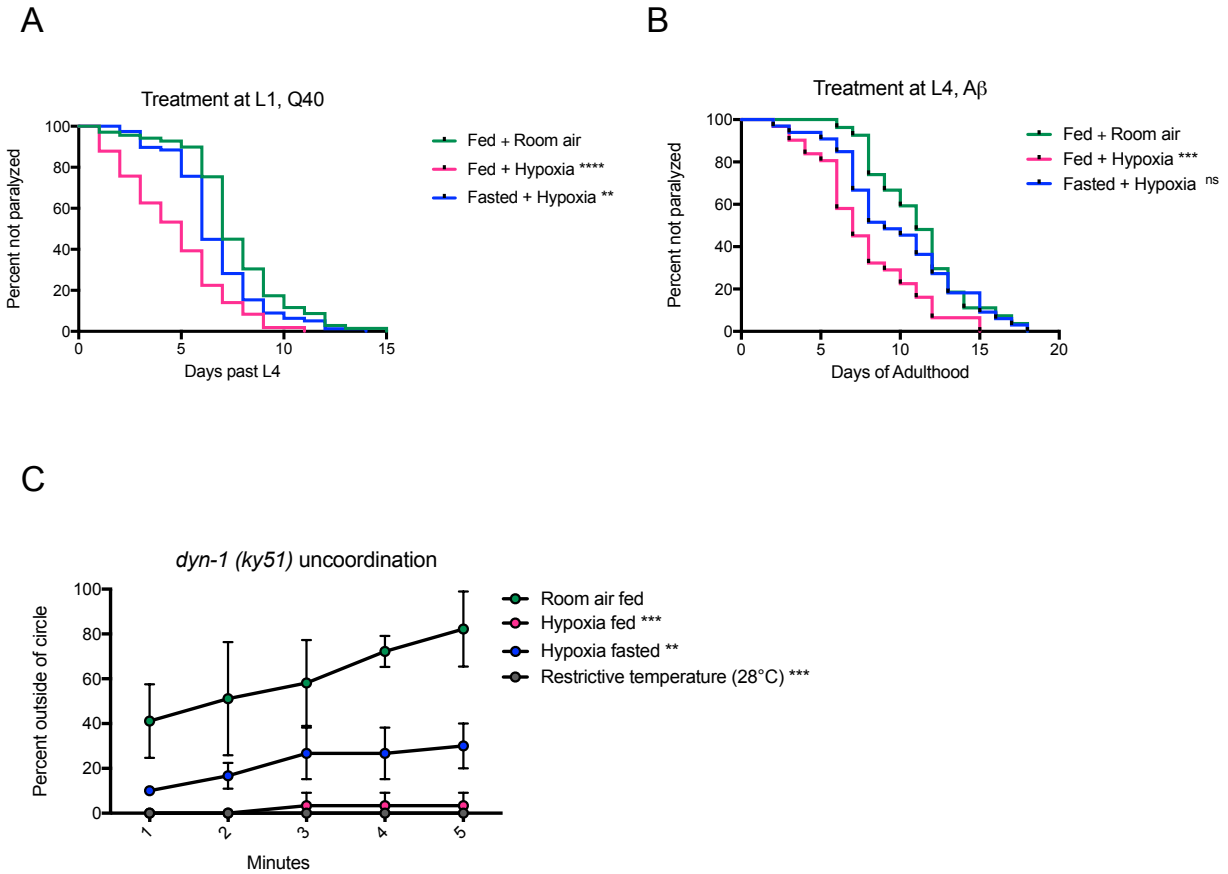 A
Treatment at L1, Q40
Percent not paralyzed
100
80
60
40
20
0
0 5 10 15
Days past L4
Fed + Room air
Fed + Hypoxia ****
Fasted + Hypoxia **
B
Treatment at L4, Aβ
Percent not paralyzed
100
80
60
40
20
0
0 5 10 15 20
Days of Adulthood
Fed + Room air
Fed + Hypoxia ***
Fasted + Hypoxia ns
C
dyn-1 (ky51) uncoordination
Percent outside of circle
100
80
60
40
20
0
1 2 3 4 5
Minutes
Room air fed
Hypoxia fed ***
Hypoxia fasted **
Restrictive temperature (28°C) ***